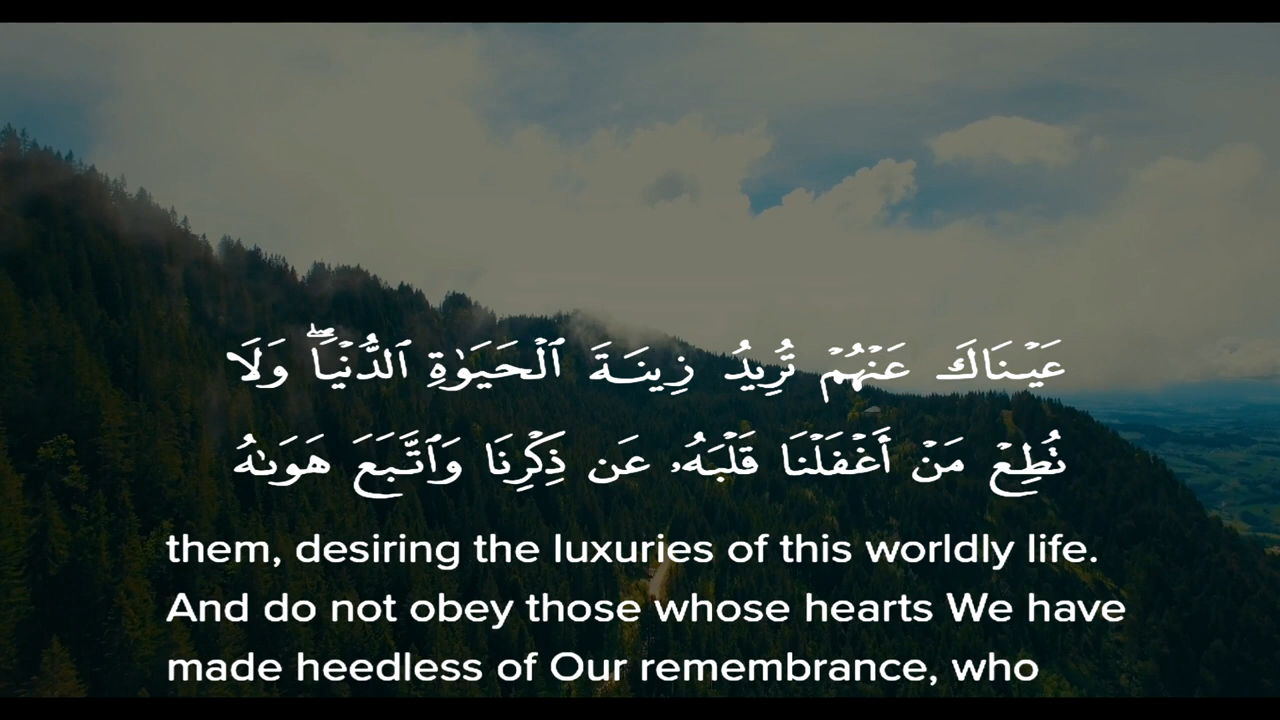 عَيْنَاكَ عَنْهُمْ تُرِيدُ زِينَةَ ٱلْحَيَوٰةِ ٱلدُّنْيَاۖ وَلَا
تُطِعْ مَنْ أَغْفَلْنَا قَلْبَهُۥ عَن ذِكْرِنَا وَٱتَّبَعَ هَوَىٰهُ
them, desiring the luxuries of this worldly life.
And do not obey those whose hearts We have
made heedless of Our remembrance, who